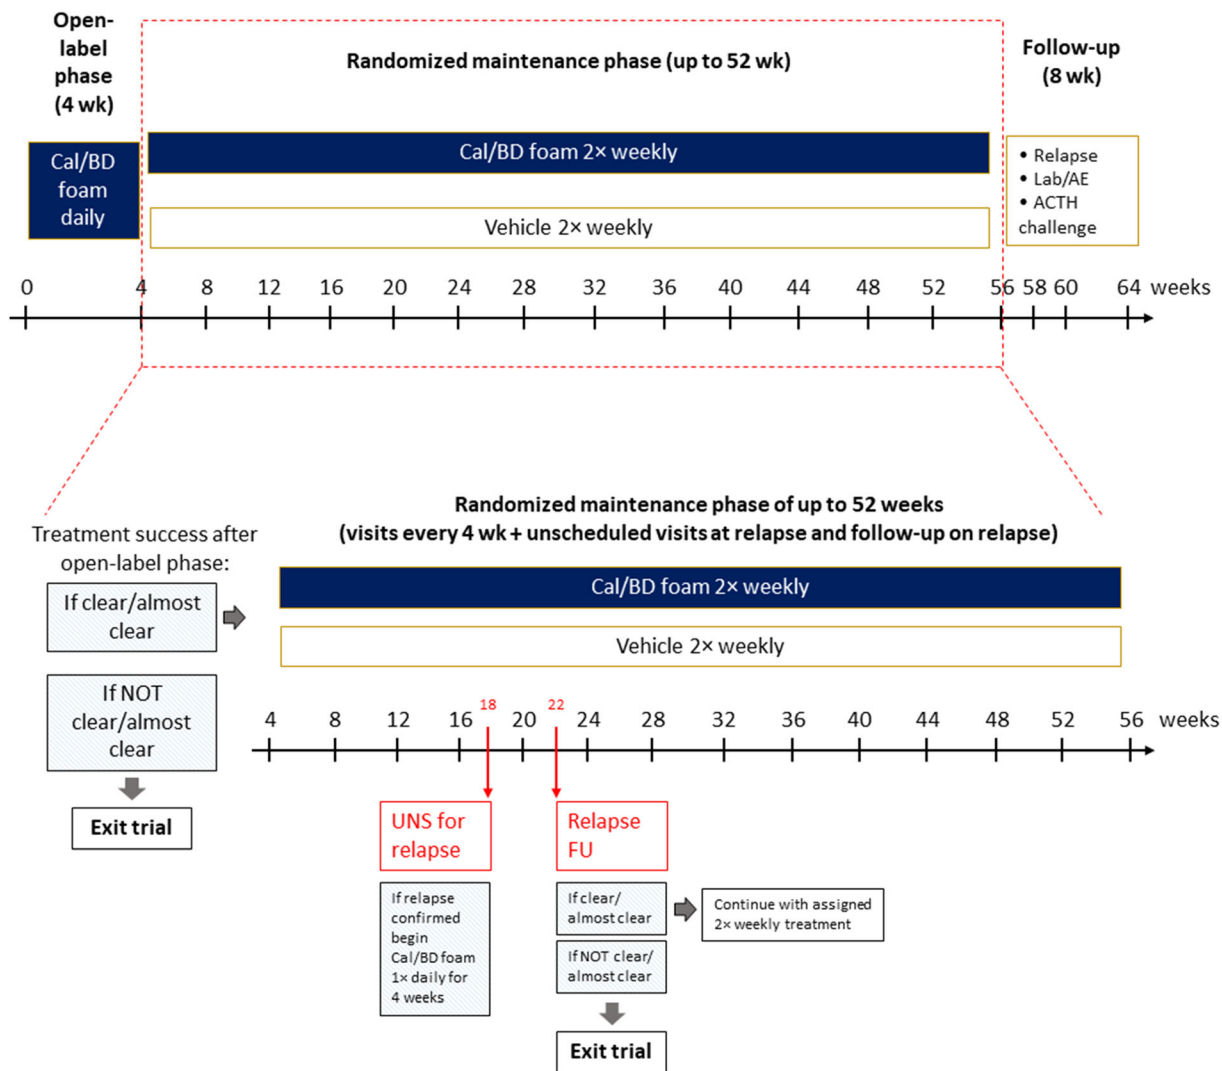 Open-
label
phase
(4 wk)
Randomized maintenance phase (up to 52 wk)
Follow-up
(8 wk)
Cal/BD
foam
daily
Cal/BD foam 2× weekly
Vehicle 2× weekly
• Relapse
• Lab/AE
• ACTH
challenge
0 4 8 12 16 20 24 28 32 36 40 44 48 52 56 58 60 64 weeks
Randomized maintenance phase of up to 52 weeks
(visits every 4 wk + unscheduled visits at relapse and follow-up on relapse)
Treatment success after
open-label phase:
If clear/almost
clear
Cal/BD foam 2× weekly
Vehicle 2× weekly
If NOT
clear/almost
clear
Exit trial
18 22
4 8 12 16 20 24 28 32 36 40 44 48 52 56 weeks
UNS for
relapse
If relapse
confirmed
begin
Cal/BD foam
1× daily for
4 weeks
Relapse
FU
If clear/
almost clear
Continue with assigned
2× weekly treatment
If NOT clear/
almost clear
Exit trial